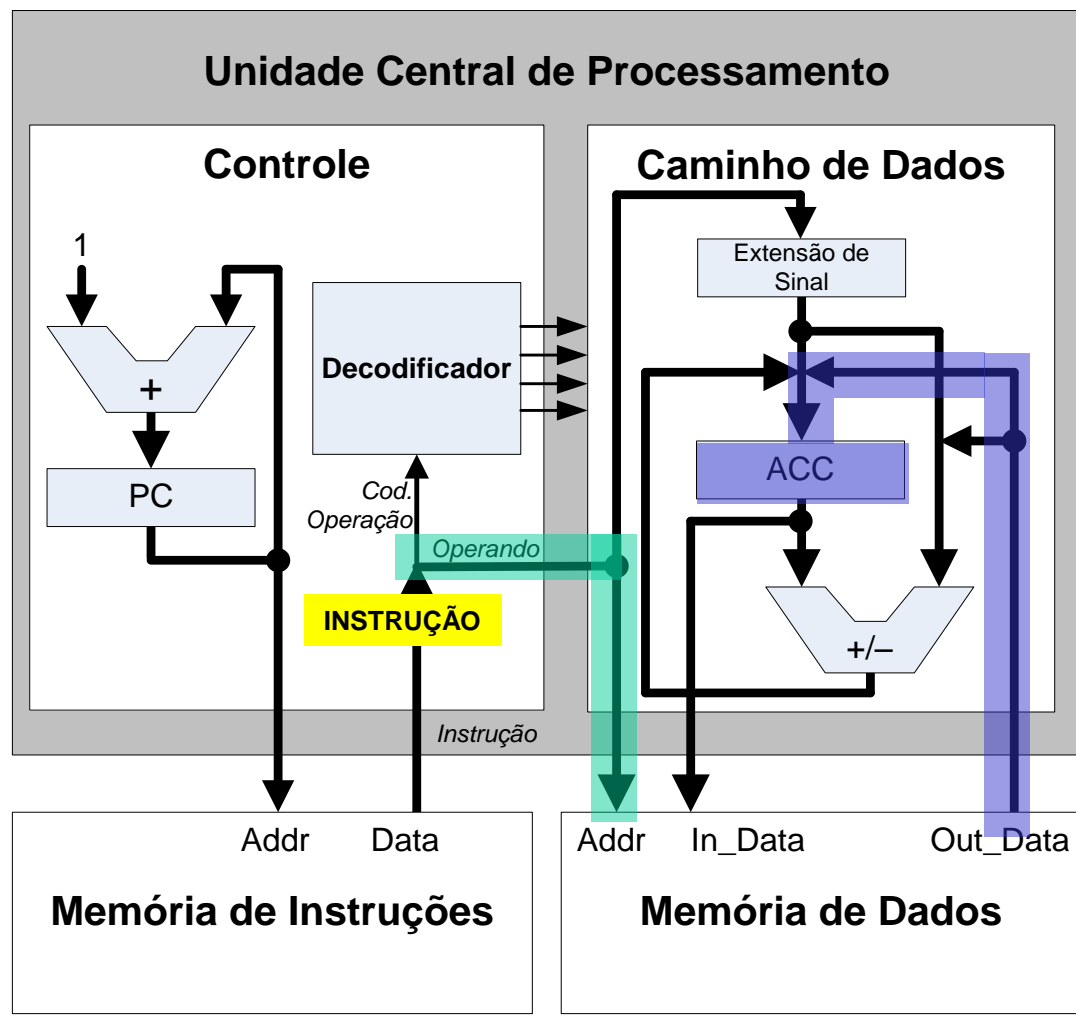 Unidade Central de Processamento
Controle
1
+
PC
Decodificador
Cod.
Operação
Operando
INSTRUÇÃO
Instrução
Caminho de Dados
Extensão de
Sinal
ACC
+/–
Addr
Data
Memória de Instruções
Addr
In_Data
Out_Data
Memória de Dados